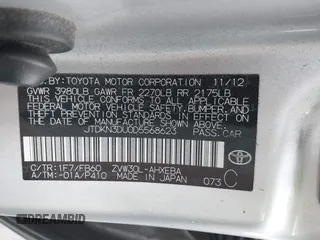 . BY: TOYOTA MOTOR CORPORATION 11/12
GVWR 3980LB GAWR FR 2270LB RR 2175LB
THIS VEHICLE CONFORMS TO ALL APPLICABLE
FEDERAL MOTOR VEHICLE SAFETY, BUMPER, AND
THEFT PREVENTION STANDARDS IN EFFECT ON
THE DATE OF MANUFACTURE SHOWN ABOVE.
JTDKN3DU0D5568623 PASS.CAR
C/TR: 1F7/FB60 ZVW30L-AHXEBA
A/TM: -01A/P410 MADE IN JAPAN 073 C
TOYOTA